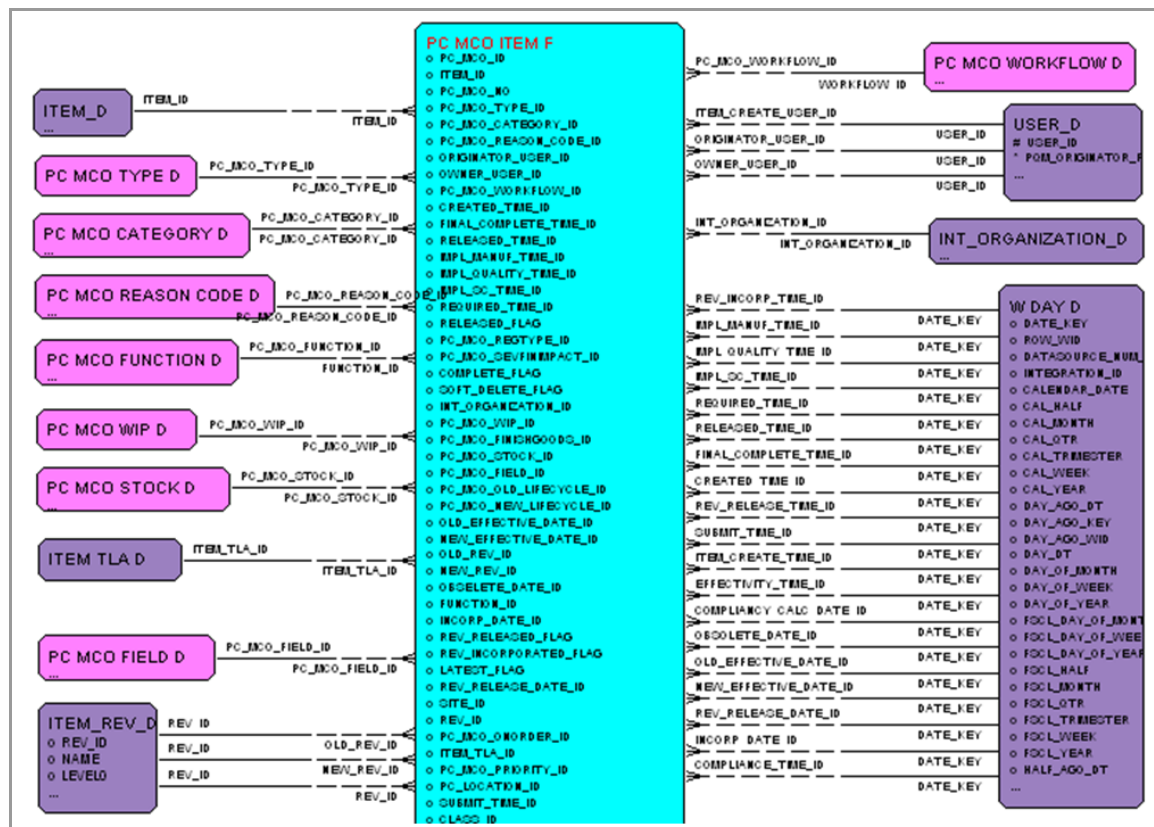 PC MCO ITEM F
PC_MCO_ID
ITEM_ID
PC_MCO_NO
PC_MCO_TYPE_ID
PC_MCO_CATEGORY_ID
PC_MCO_REASON_CODE_ID
ORIGINATOR_USER_ID
OWNER_USER_ID
PC_MCO_WORKFLOW_ID
CREATED_TIME_ID
FINAL_COMPLETE_TIME_ID
RELEASED_TIME_ID
IMPL_MANUF_TIME_ID
IMPL_QUALITY_TIME_ID
IMPL_SC_TIME_ID
REQUIRED_TIME_ID
RELEASED_FLAG
PC_MCO_REGTYPE_ID
PC_MCO_SEVFINIMPACT_ID
COMPLETE_FLAG
SOFT_DELETE_FLAG
INT_ORGANIZATION_ID
PC_MCO_WIP_ID
PC_MCO_FINISHGOODS_ID
PC_MCO_STOCK_ID
PC_MCO_FIELD_ID
PC_MCO_OLD_LIFECYCLE_ID
PC_MCO_NEW_LIFECYCLE_ID
OLD_EFFECTIVE_DATE_ID
NEW_EFFECTIVE_DATE_ID
OLD_REV_ID
NEW_REV_ID
OBSELETE_DATE_ID
FUNCTION_ID
INCORP_DATE_ID
REV_RELEASED_FLAG
REV_INCORPORATED_FLAG
LATEST_FLAG
REV_RELEASE_DATE_ID
SITE_ID
REV_ID
PC_MCO_ONORDER_ID
ITEM_TLA_ID
PC_MCO_PRIORITY_ID
PC_LOCATION_ID
SUBMIT_TIME_ID
CLASS_ID
ITEM_D
...
ITEM_ID
ITEM_ID
PC MCO TYPE D
PC_MCO_TYPE_ID
PC_MCO_TYPE_ID
PC MCO CATEGORY D
...
PC_MCO_CATEGORY_ID
PC_MCO_CATEGORY_ID
PC MCO REASON CODE D
...
PC_MCO_REASON_CODE_ID
PC_MCO_REASON_CODE_ID
PC MCO FUNCTION D
...
PC_MCO_FUNCTION_ID
FUNCTION_ID
PC MCO WIP D
PC_MCO_WIP_ID
PC_MCO_WIP_ID
PC MCO STOCK D
...
PC_MCO_STOCK_ID
PC_MCO_STOCK_ID
ITEM TLA D
ITEM_TLA_ID
ITEM_TLA_ID
PC MCO FIELD D
...
PC_MCO_FIELD_ID
PC_MCO_FIELD_ID
ITEM_REV_D
REV_ID
NAME
LEVEL0
...
REV_ID
OLD_REV_ID
REV_ID
NEW_REV_ID
REV_ID
REV_ID
PC_MCO_WORKFLOW_ID
WORKFLOW_ID
PC MCO WORKFLOW D
...
ITEM_CREATE_USER_ID
USER_ID
ORIGINATOR_USER_ID
USER_ID
OWNER_USER_ID
USER_ID
USER_D
# USER_ID
* POM_ORIGINATOR_F
...
INT_ORGANIZATION_ID
INT_ORGANIZATION_ID
INT_ORGANIZATION_D
...
REV_INCORP_TIME_ID
DATE_KEY
IMPL_MANUF_TIME_ID
DATE_KEY
IMPL_QUALITY_TIME_ID
DATE_KEY
IMPL_SC_TIME_ID
DATE_KEY
REQUIRED_TIME_ID
DATE_KEY
RELEASED_TIME_ID
DATE_KEY
FINAL_COMPLETE_TIME_ID
DATE_KEY
CREATED_TIME_ID
DATE_KEY
REV_RELEASE_TIME_ID
DATE_KEY
SUBMIT_TIME_ID
DATE_KEY
ITEM_CREATE_TIME_ID
DATE_KEY
EFFECTIVITY_TIME_ID
DATE_KEY
COMPLIANCY_CALC_DATE_ID
DATE_KEY
OBSOLETE_DATE_ID
DATE_KEY
OLD_EFFECTIVE_DATE_ID
DATE_KEY
NEW_EFFECTIVE_DATE_ID
DATE_KEY
REV_RELEASE_DATE_ID
DATE_KEY
INCORP_DATE_ID
DATE_KEY
COMPLIANCE_TIME_ID
DATE_KEY
W DAY D
DATE_KEY
ROW_WID
DATASOURCE_NUM_
INTEGRATION_ID
CALENDAR_DATE
CAL_HALF
CAL_MONTH
CAL_QTR
CAL_TRIMESTER
CAL_WEEK
CAL_YEAR
DAY_AGO_DT
DAY_AGO_KEY
DAY_AGO_WID
DAY_DT
DAY_OF_MONTH
DAY_OF_WEEK
DAY_OF_YEAR
FSCL_DAY_OF_MONT
FSCL_DAY_OF_WEE
FSCL_DAY_OF_YEAR
FSCL_HALF
FSCL_MONTH
FSCL_QTR
FSCL_TRIMESTER
FSCL_WEEK
FSCL_YEAR
HALF_AGO_DT
...